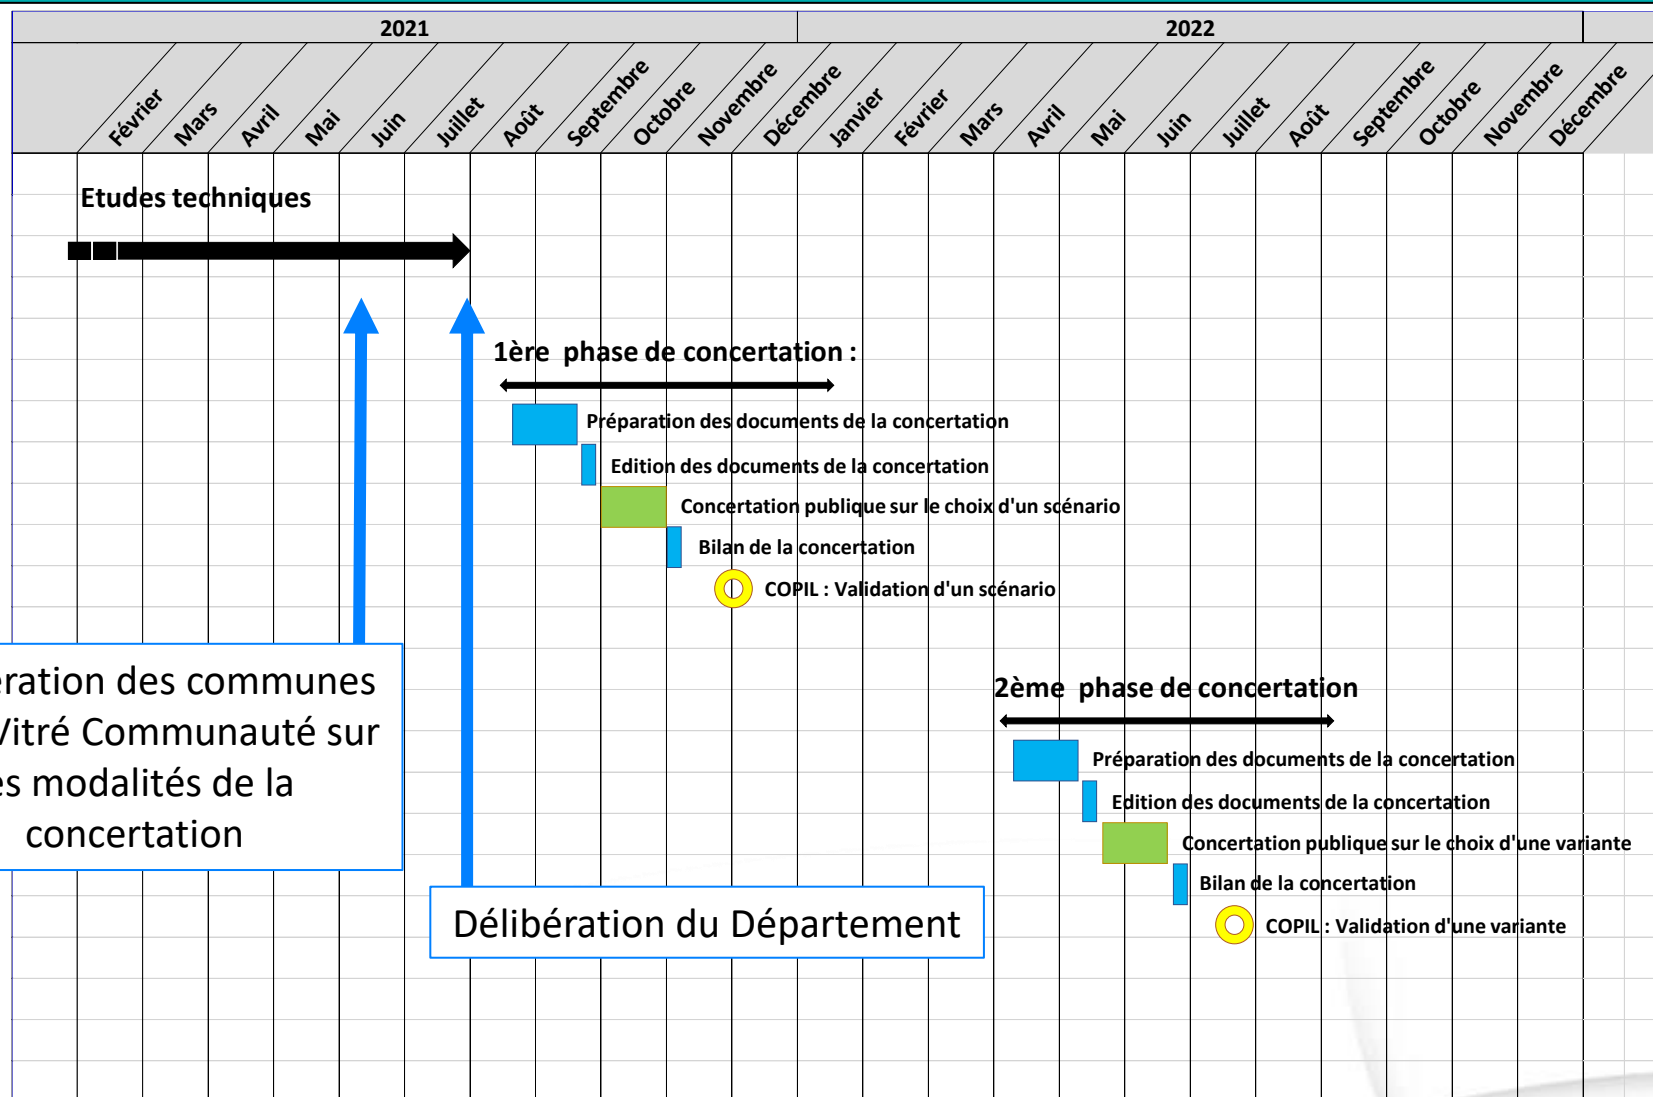 2021
2022
Février
Mars
Avril
Mai
Juin
Juillet
Août
Septembre
Octobre
Novembre
Décembre
Janvier
Février
Mars
Avril
Mai
Juin
Juillet
Août
Septembre
Octobre
Novembre
Décembre
Etudes techniques
1ère phase de concertation :
Préparation des documents de la concertation
Edition des documents de la concertation
Concertation publique sur le choix d'un scénario
Bilan de la concertation
COPIL : Validation d'un scénario
des communes
Vitré Communauté sur
modalités de la
concertation
2ème phase de concertation
Préparation des documents de la concertation
Edition des documents de la concertation
Concertation publique sur le choix d'une variante
Bilan de la concertation
COPIL : Validation d'une variante
Délibération du Département